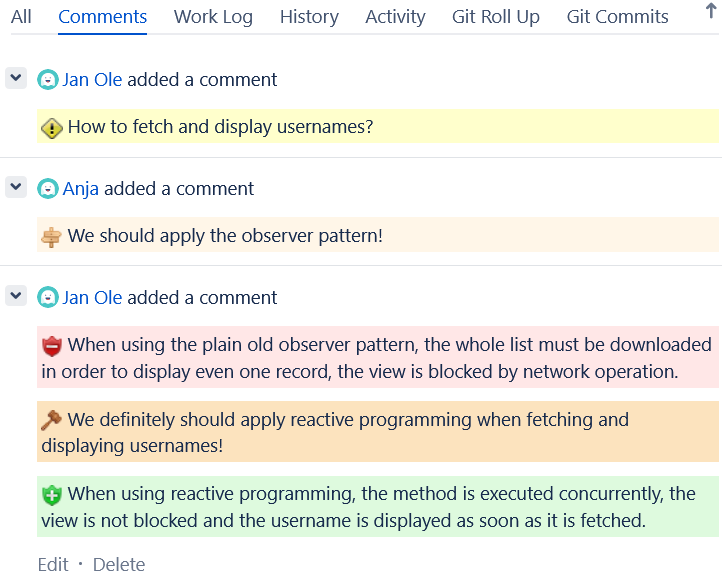 All Comments Work Log History Activity Git Roll Up Git Commits
Jan Ole added a comment
How to fetch and display usernames?
Anja added a comment
We should apply the observer pattern!
Jan Ole added a comment
When using the plain old observer pattern, the whole list must be downloaded
in order to display even one record, the view is blocked by network operation.
We definitely should apply reactive programming when fetching and
displaying usernames!
When using reactive programming, the method is executed concurrently, the
view is not blocked and the username is displayed as soon as it is fetched.
Edit · Delete